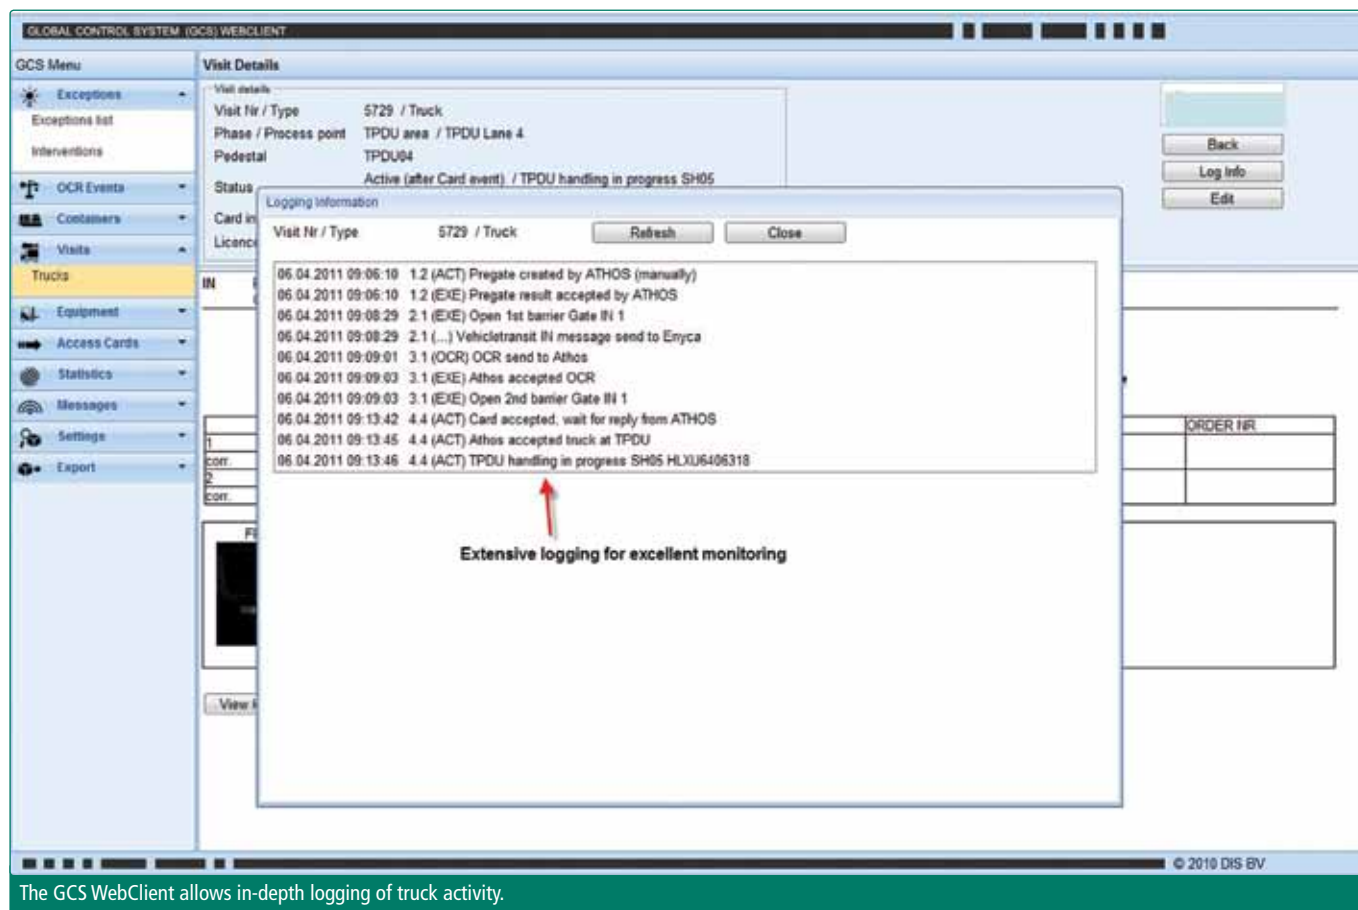 GLOBAL CONTROL SYSTEM (GCS) WEBCLIENT
GCS Menu
Exceptions
Exceptions list
Interventions
OCR Events
Containers
Visits
Trucks
Equipment
Access Cards
Statistics
Messages
Settings
Export
Visit Details
Visit details
Visit Nr / Type 5729 / Truck
Phase / Process point TPDU area / TPDU Lane 4
Pedestal TPDU04
Status Active (after Card event) / TPDU handling in progress SH05
Card in
Licence
Back
Log Info
Edit
IN
Logging Information
Visit Nr / Type 5729 / Truck Refresh Close
06.04.2011 09:06:10 1.2 (ACT) Pregate created by ATHOS (manually)
06.04.2011 09:06:10 1.2 (EXE) Pregate result accepted by ATHOS
06.04.2011 09:08:29 2.1 (EXE) Open 1st barrier Gate IN 1
06.04.2011 09:08:29 2.1 (...) Vehicletransit IN message send to Enyca
06.04.2011 09:09:01 3.1 (OCR) OCR send to Athos
06.04.2011 09:09:03 3.1 (EXE) Athos accepted OCR
06.04.2011 09:09:03 3.1 (EXE) Open 2nd barrier Gate IN 1
06.04.2011 09:13:42 4.4 (ACT) Card accepted, wait for reply from ATHOS
06.04.2011 09:13:45 4.4 (ACT) Athos accepted truck at TPDU
06.04.2011 09:13:46 4.4 (ACT) TPDU handling in progress SH05 HLXU6406318
Extensive logging for excellent monitoring
ORDER NR
1
corr.
2
corr.
View
© 2010 DIS BV
The GCS WebClient allows in-depth logging of truck activity.